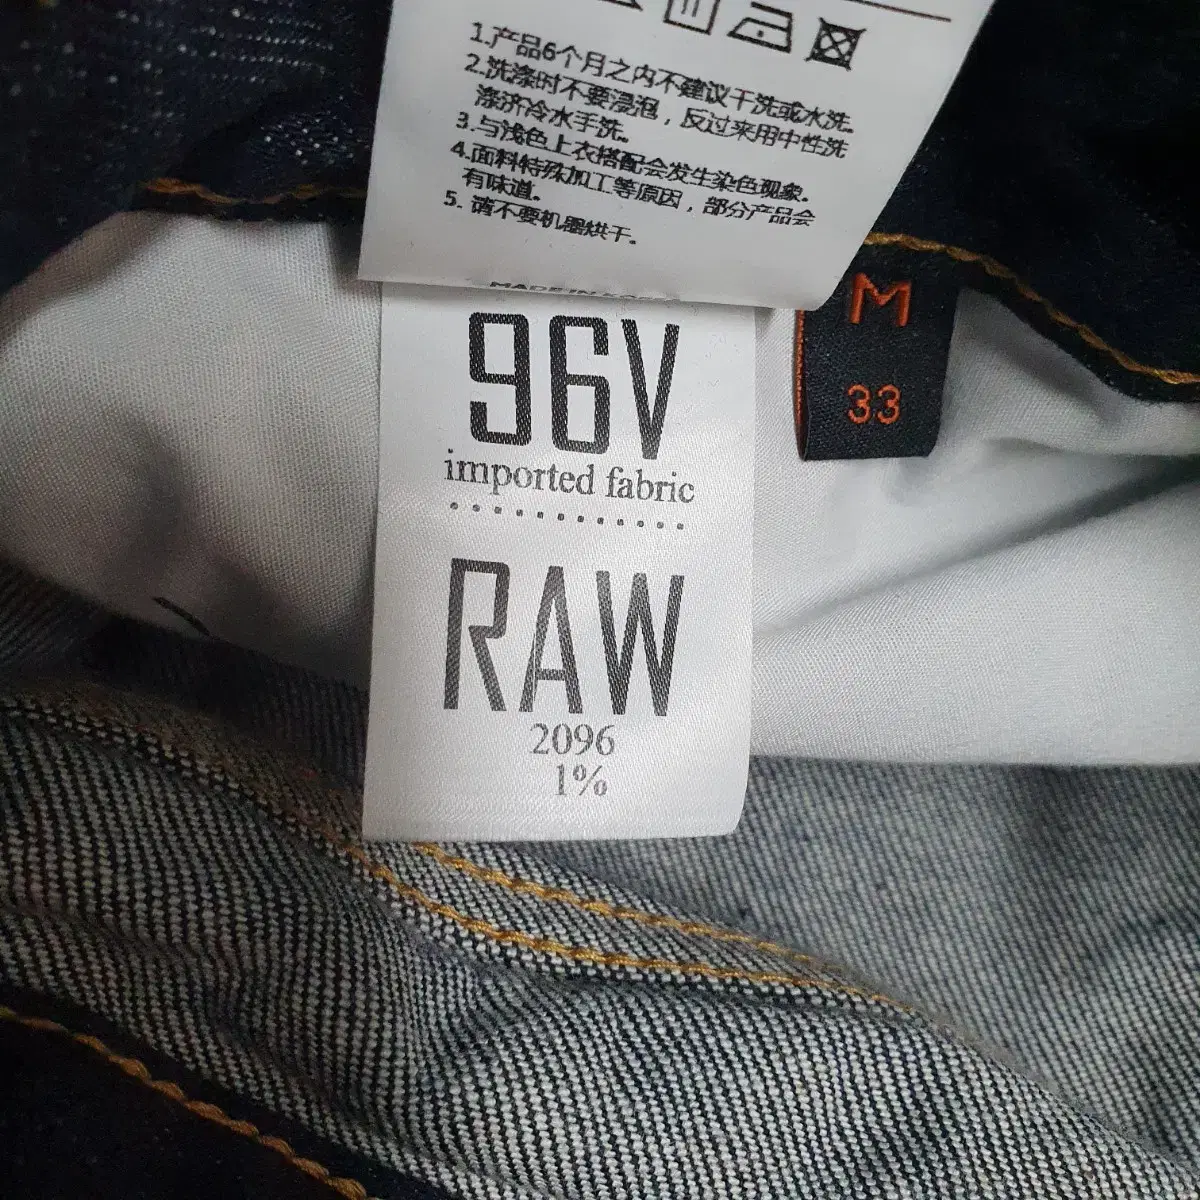 1.产品6个月之内不建议干洗或水洗。
2.洗涤时不要浸泡，反过来用中性洗
涤济冷水手洗。
3.与浅色上衣搭配会发生染色现象。
4.面料特殊加工等原因，部分产品会
有味道。
5. 请不要机器烘干。
MADE IN KOREA
96V
imported fabric
RAW
2096
1%
M
33